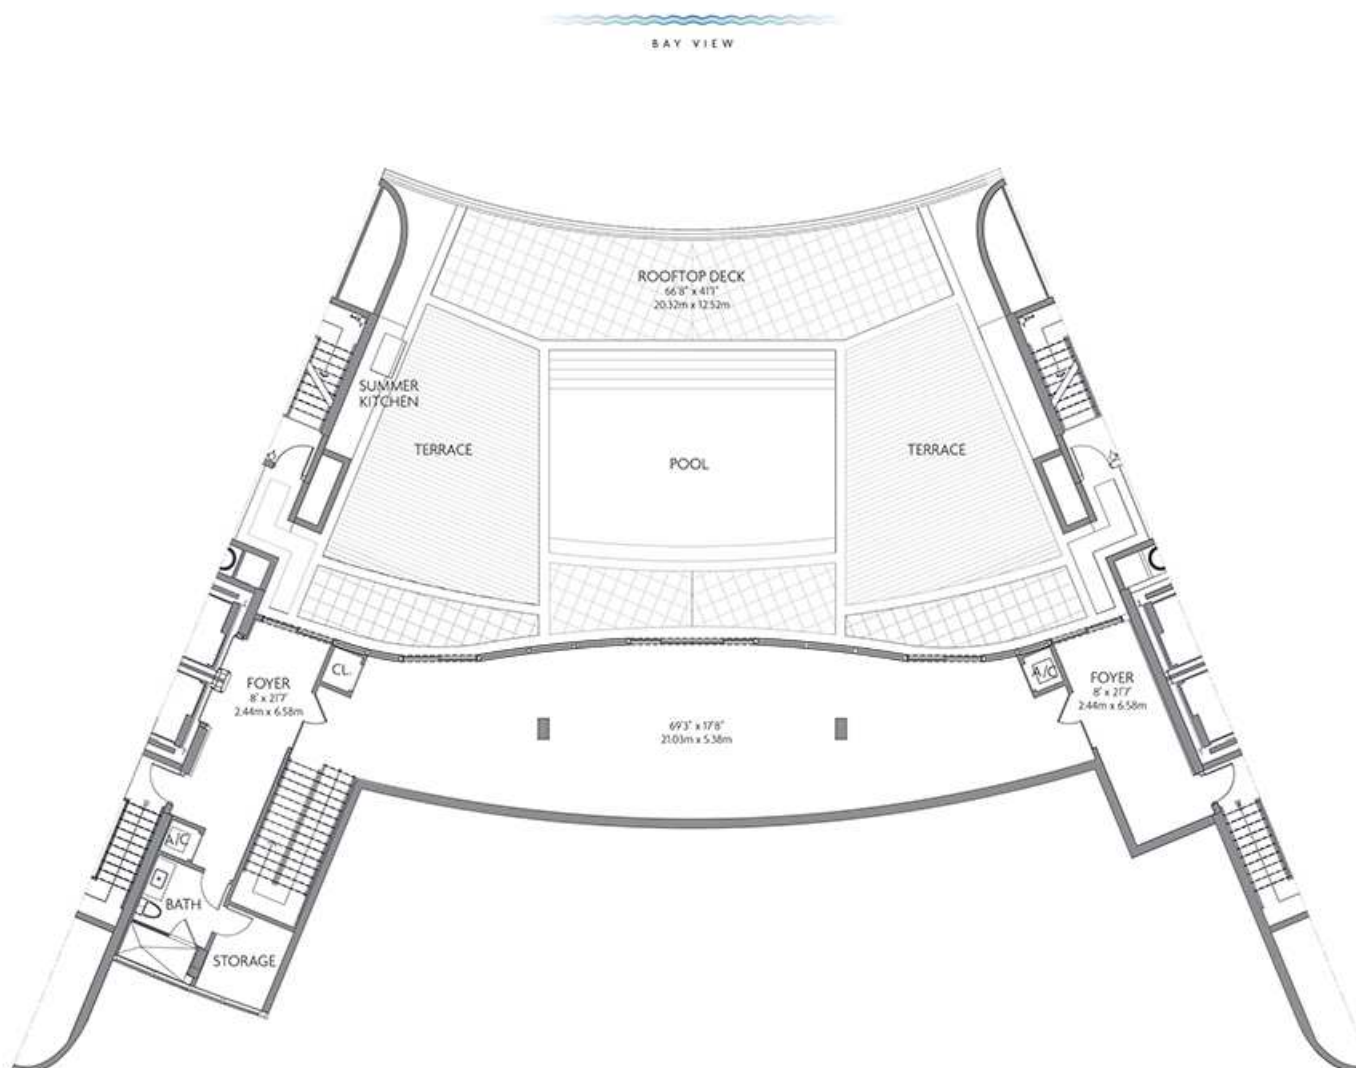 BAY VIEW
ROOFTOP DECK
66'8" x 41'1"
20.32m x 12.52m
SUMMER
KITCHEN
TERRACE
POOL
TERRACE
CL.
A/C
FOYER
8' x 21'7"
2.44m x 6.58m
FOYER
8' x 21'7"
2.44m x 6.58m
69'3" x 17'8"
21.03m x 5.38m
A/C
BATH
STORAGE